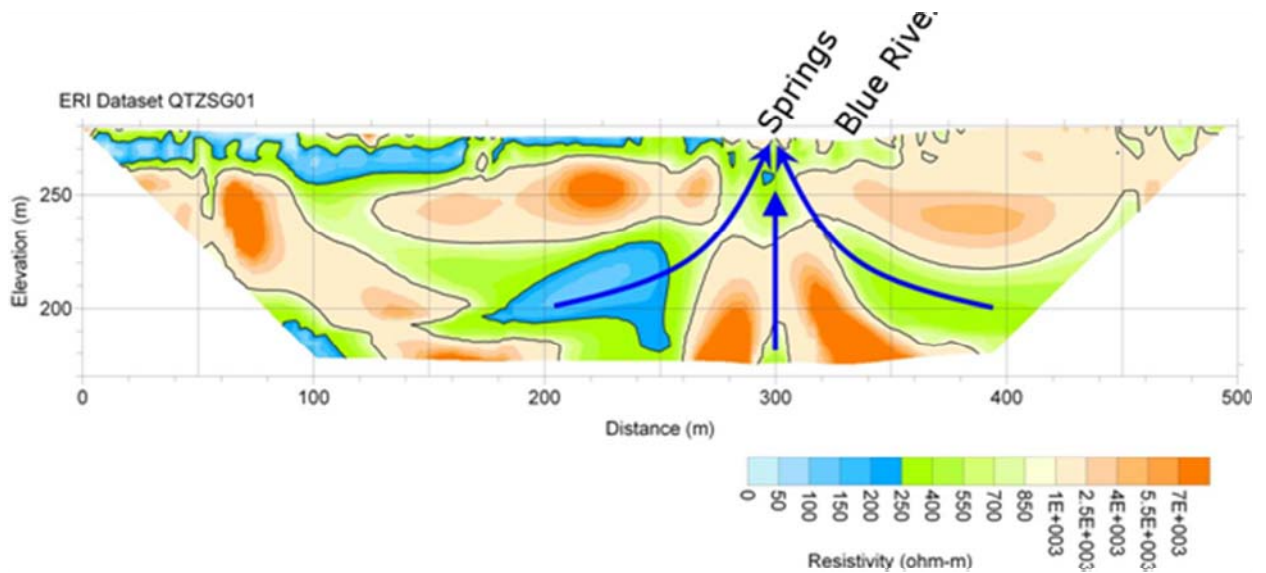 Springs
Blue River
ERI Dataset QTZSG01
Elevation (m)
250
200
0 100 200 300 400 500
Distance (m)
0 50 100 150 200 250 400 550 700 850 1E+003 2.5E+003 4E+003 5.5E+003 7E+003
Resistivity (ohm-m)